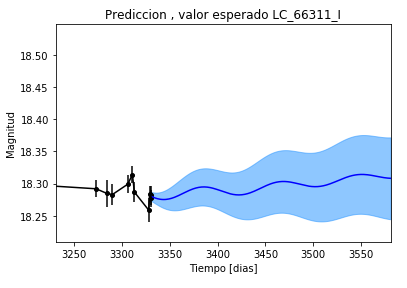 Prediccion , valor esperado LC_66311_I
Magnitud
18.50
18.45
18.40
18.35
18.30
18.25
3250 3300 3350 3400 3450 3500 3550
Tiempo [dias]